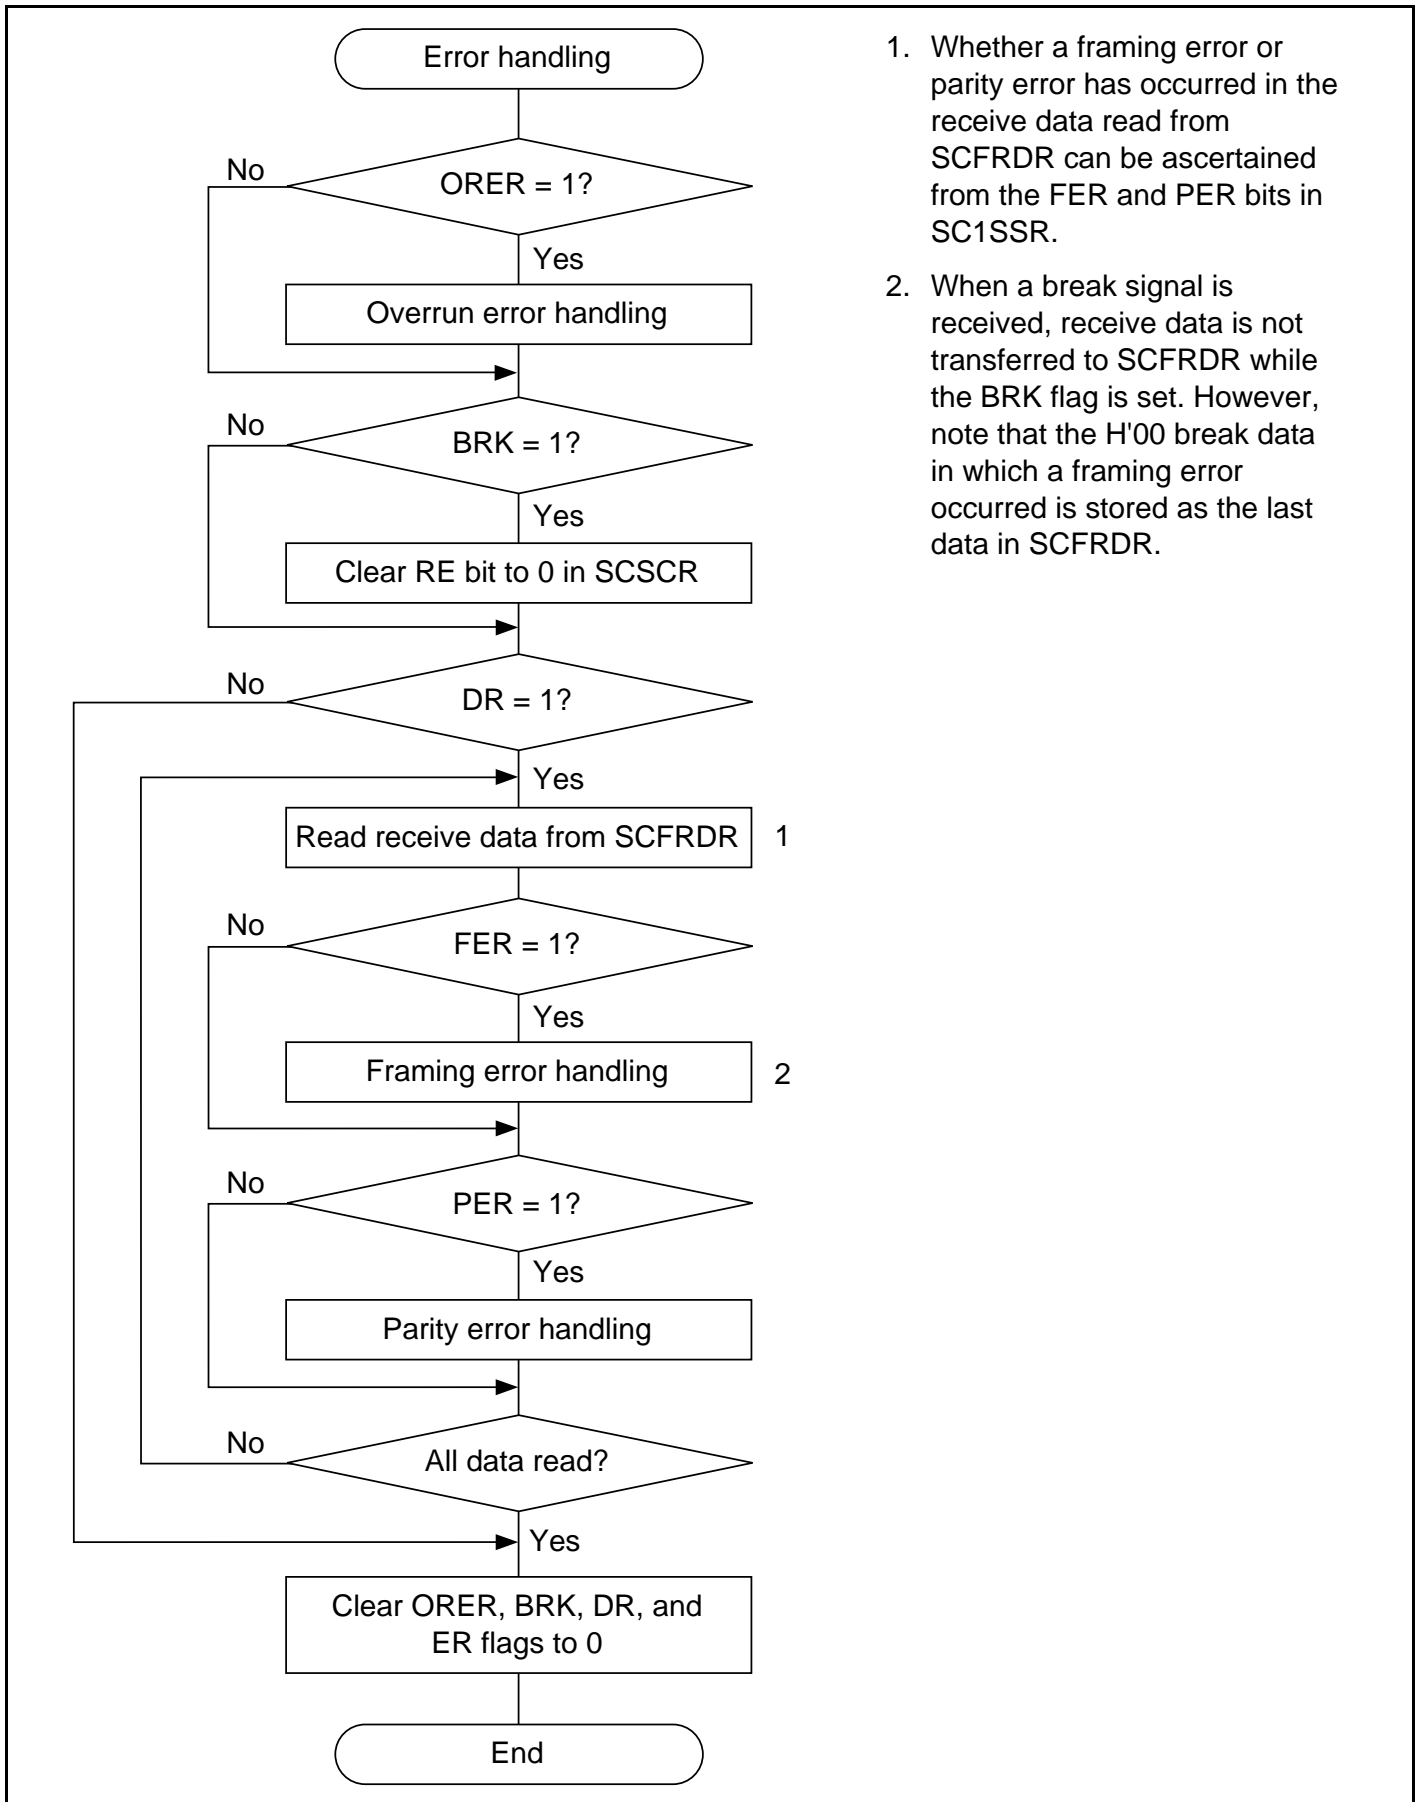 Error handling
No
ORER = 1?
Yes
Overrun error handling
No
BRK = 1?
Yes
Clear RE bit to 0 in SCSCR
No
DR = 1?
Yes
Read receive data from SCFRDR 1
No
FER = 1?
Yes
Framing error handling 2
No
PER = 1?
Yes
Parity error handling
No
All data read?
Yes
Clear ORER, BRK, DR, and
ER flags to 0
End
1. Whether a framing error or
parity error has occurred in the
receive data read from
SCFRDR can be ascertained
from the FER and PER bits in
SC1SSR.
2. When a break signal is
received, receive data is not
transferred to SCFRDR while
the BRK flag is set. However,
note that the H'00 break data
in which a framing error
occurred is stored as the last
data in SCFRDR.